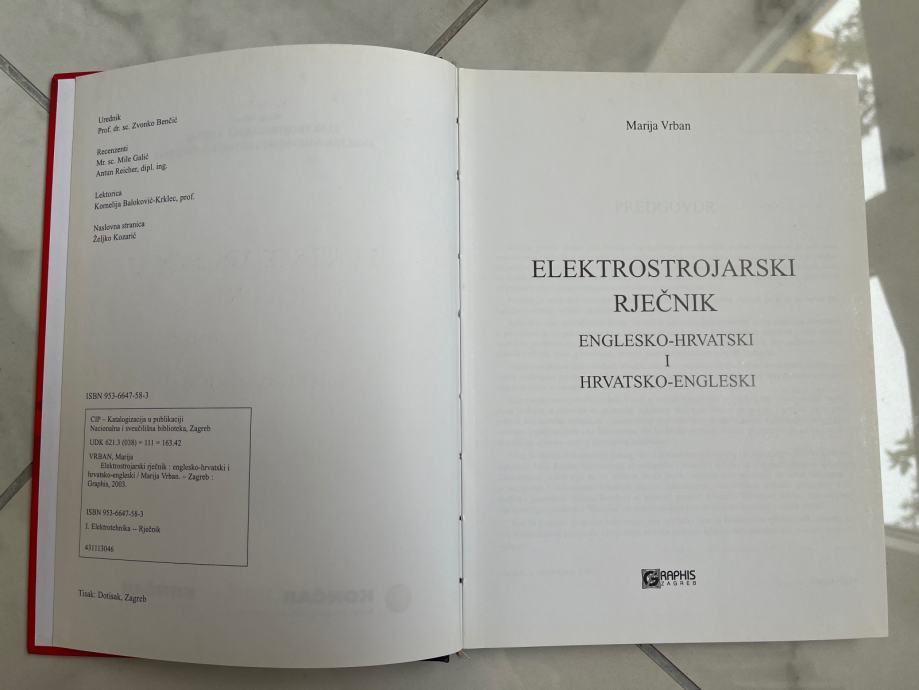 Urednik
Prof. dr. sc. Zvonko Benčić
Recenzenti
Mr. sc. Mile Galić
Antun Reicher, dipl. ing.
Lektorica
Kornelija Baloković-Krklec, prof.
Naslovna stranica
Željko Kozarić
ISBN 953-6647-58-3
CIP – Katalogizacija u publikaciji
Nacionalna i sveučilišna biblioteka, Zagreb
UDK 621.3 (038) = 111 = 163.42
VRBAN, Marija
Elektrostrojarski rječnik : englesko-hrvatski i
hrvatsko-engleski / Marija Vrban. – Zagreb :
Graphis, 2003.
ISBN 953-6647-58-3
I. Elektrotehnika -- Rječnik
431113046
Tisak: Dotisak, Zagreb
Marija Vrban
PREDGOVOR
ELEKTROSTROJARSKI
RJEČNIK
ENGLESKO-HRVATSKI
I
HRVATSKO-ENGLESKI
GRAPHIS
ZAGREB
KONČAR